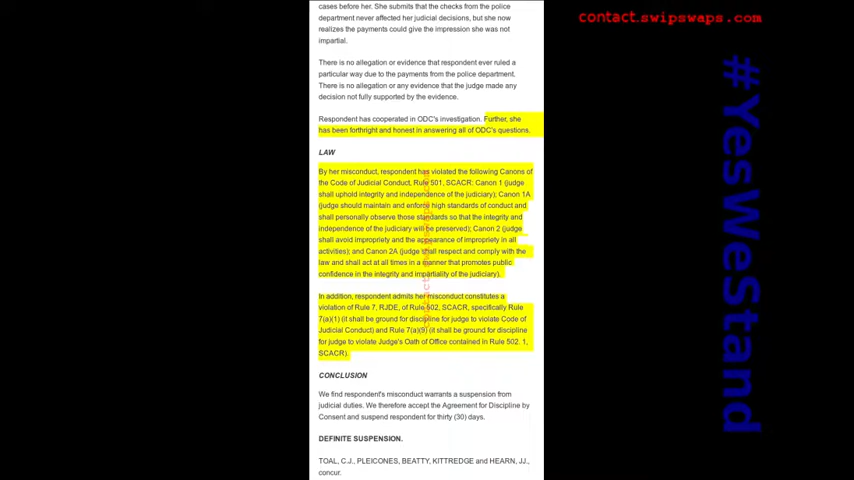 cases before her. She submits that the checks from the police
department never affected her judicial decisions, but she now
realizes the payments could give the impression she was not
impartial.
There is no allegation or evidence that respondent ever ruled a
particular way due to the payments from the police department.
There is no allegation or any evidence that the judge made any
decision not fully supported by the evidence.
Respondent has cooperated in ODC's investigation. Further, she
has been forthright and honest in answering all of ODC's questions.
LAW
By her misconduct, respondent has violated the following Canons of
the Code of Judicial Conduct, Rule 501, SCACR: Canon 1 (judge
shall uphold integrity and independence of the judiciary); Canon 1A
(judge should maintain and enforce high standards of conduct and
shall personally observe those standards so that the integrity and
independence of the judiciary will be preserved); Canon 2 (judge
shall avoid impropriety and the appearance of impropriety in all
activities); and Canon 2A (judge shall respect and comply with the
law and shall act at all times in a manner that promotes public
confidence in the integrity and impartiality of the judiciary).
In addition, respondent admits her misconduct constitutes a
violation of Rule 7, RJDE, of Rule 502, SCACR, specifically Rule
7(a)(1) (it shall be ground for discipline for judge to violate Code of
Judicial Conduct) and Rule 7(a)(9) (it shall be ground for discipline
for judge to violate Judge's Oath of Office contained in Rule 502. 1,
SCACR).
CONCLUSION
We find respondent's misconduct warrants a suspension from
judicial duties. We therefore accept the Agreement for Discipline by
Consent and suspend respondent for thirty (30) days.
DEFINITE SUSPENSION.
TOAL, C.J., PLEICONES, BEATTY, KITTREDGE and HEARN, JJ.,
concur.
contact.swipswaps.com
#YesWeStand